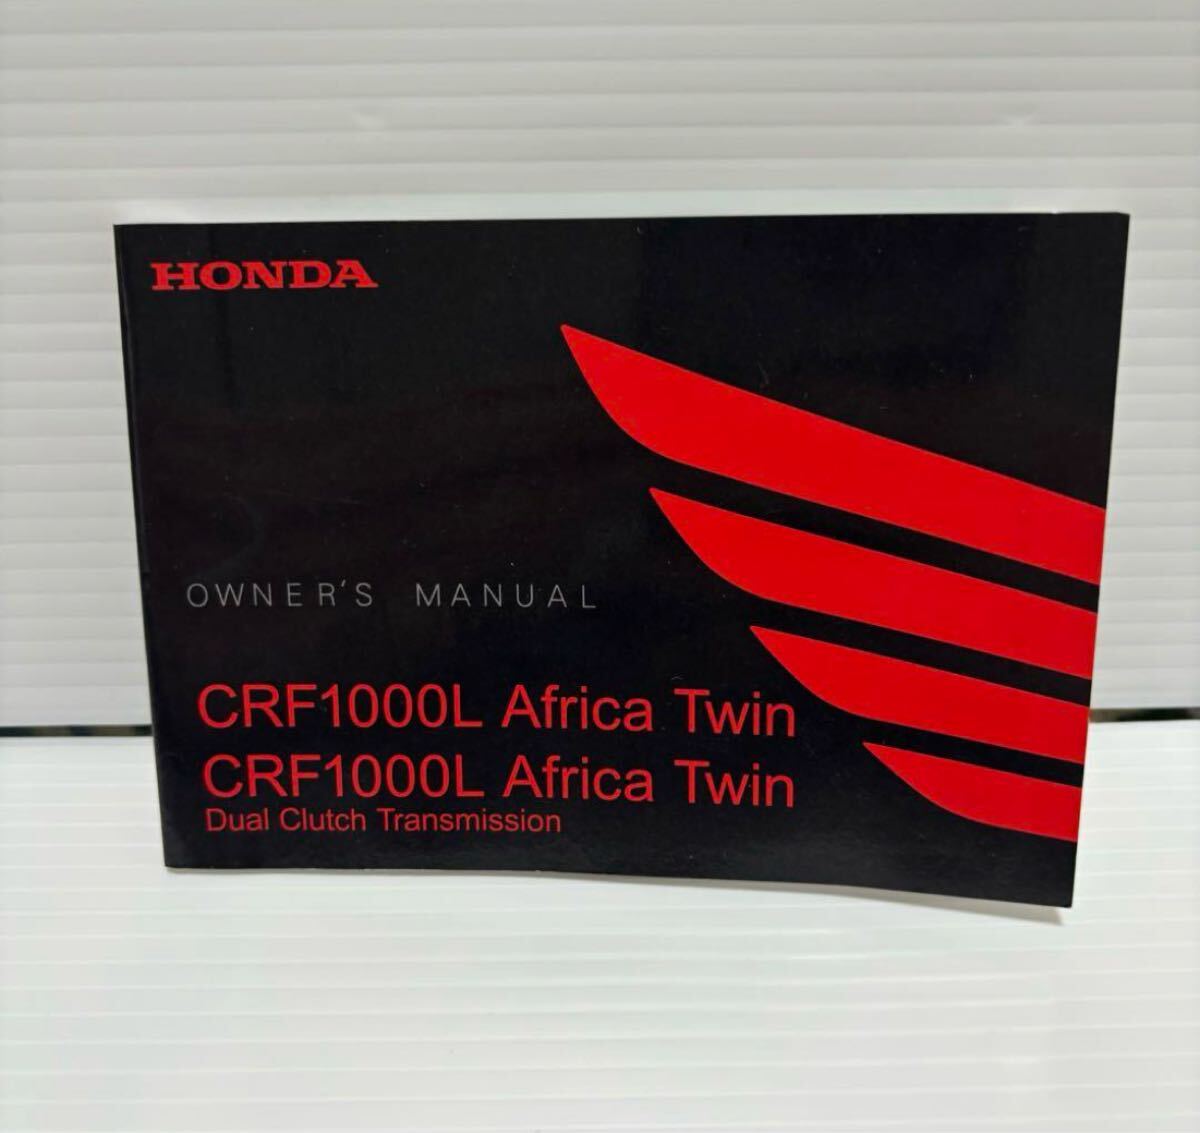 HONDA
OWNER'S MANUAL
CRF1000L Africa Twin
CRF1000L Africa Twin
Dual Clutch Transmission